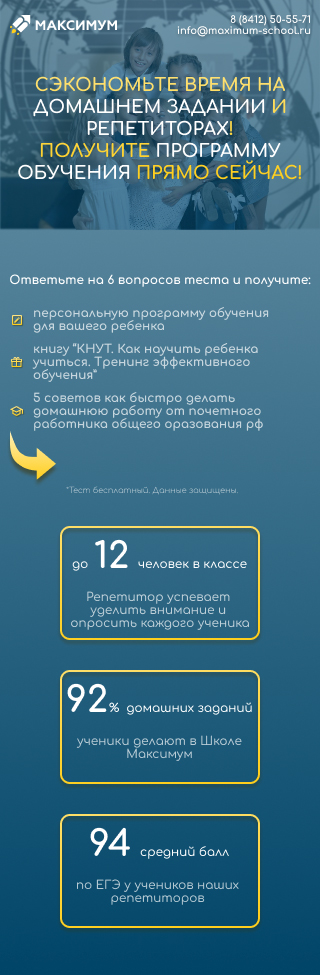 МАКСИМУМ
8 (8412) 50-55-71
info@maximum-school.ru
СЭКОНОМЬТЕ ВРЕМЯ НА
ДОМАШНЕМ ЗАДАНИИ И
РЕПЕТИТОРАХ!
ПОЛУЧИТЕ ПРОГРАММУ
ОБУЧЕНИЯ ПРЯМО СЕЙЧАС!
Ответьте на 6 вопросов теста и получите:
персональную программу обучения
для вашего ребенка
книгу "КНУТ. Как научить ребенка
учиться. Тренинг эффективного
обучения"
5 советов как быстро делать
домашнюю работу от почетного
работника общего оразования рф
*Тест бесплатный. Данные защищены.
до 12 человек в классе
Репетитор успевает
уделить внимание и
опросить каждого ученика
92% домашних заданий
ученики делают в Школе
Максимум
94 средний балл
по ЕГЭ у учеников наших
репетиторов